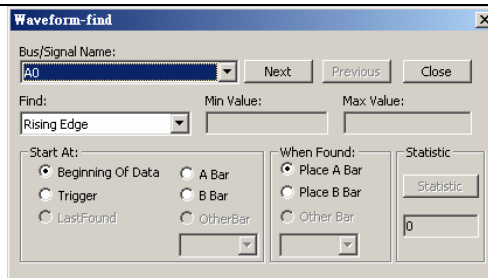 Waveform-find
Bus/Signal Name:
A0
Next
Previous
Close
Find:
Min Value:
Max Value:
Rising Edge
Start At:
When Found:
Statistic
Beginning Of Data
A Bar
Place A Bar
Statistic
Trigger
B Bar
Place B Bar
LastFound
OtherBar
Other Bar
0